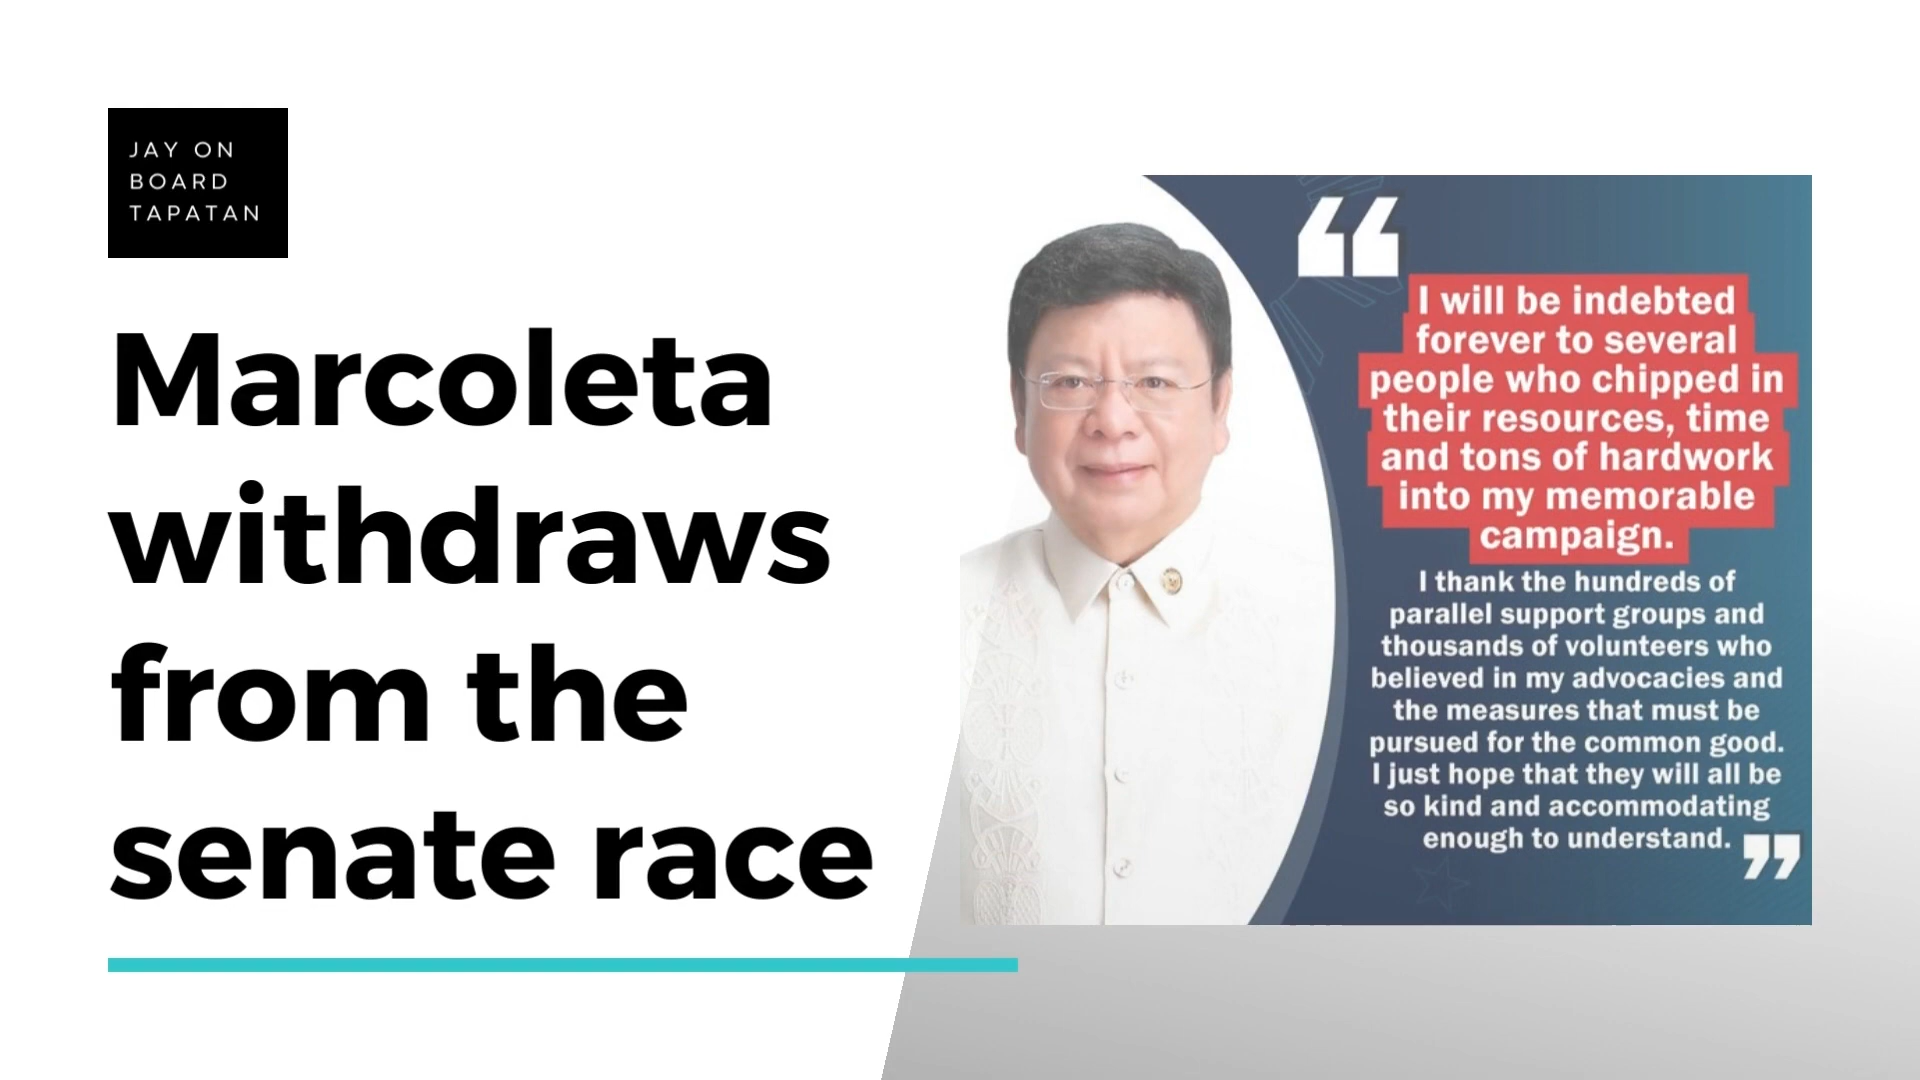 JAY ON
BOARD
TAPATAN
Marcoleta
withdraws
from the
senate race
“
I will be indebted
forever to several
people who chipped in
their resources, time
and tons of hardwork
into my memorable
campaign.
I thank the hundreds of
parallel support groups and
thousands of volunteers who
believed in my advocacies and
the measures that must be
pursued for the common good.
I just hope that they will all be
so kind and accommodating
enough to understand. ”